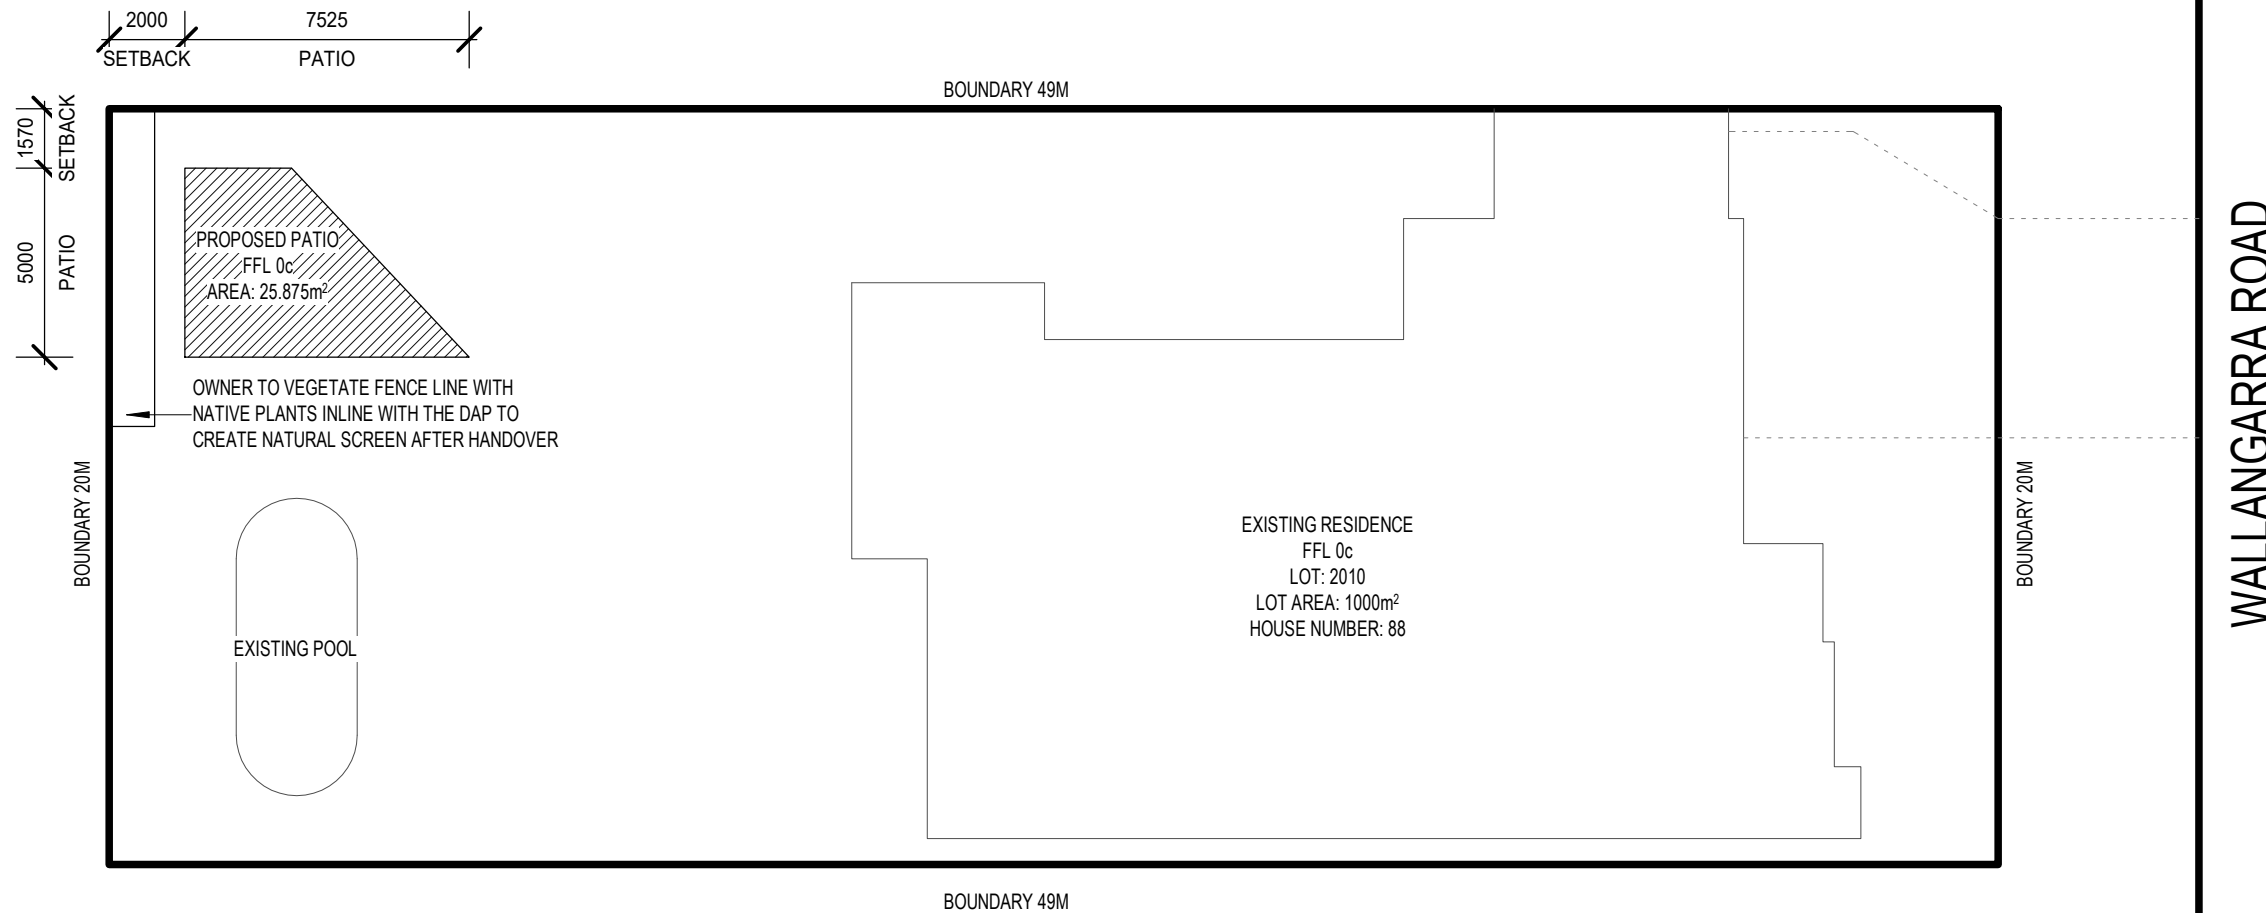 2000
7525
SETBACK
PATIO
BOUNDARY 49M
1570
SETBACK
5000
PATIO
PROPOSED PATIO
FFL 0c
AREA: 25.875m²
OWNER TO VEGETATE FENCE LINE WITH
NATIVE PLANTS INLINE WITH THE DAP TO
CREATE NATURAL SCREEN AFTER HANDOVER
BOUNDARY 20M
EXISTING POOL
EXISTING RESIDENCE
FFL 0c
LOT: 2010
LOT AREA: 1000m²
HOUSE NUMBER: 88
BOUNDARY 20M
WALLANGARRA ROAD
BOUNDARY 49M